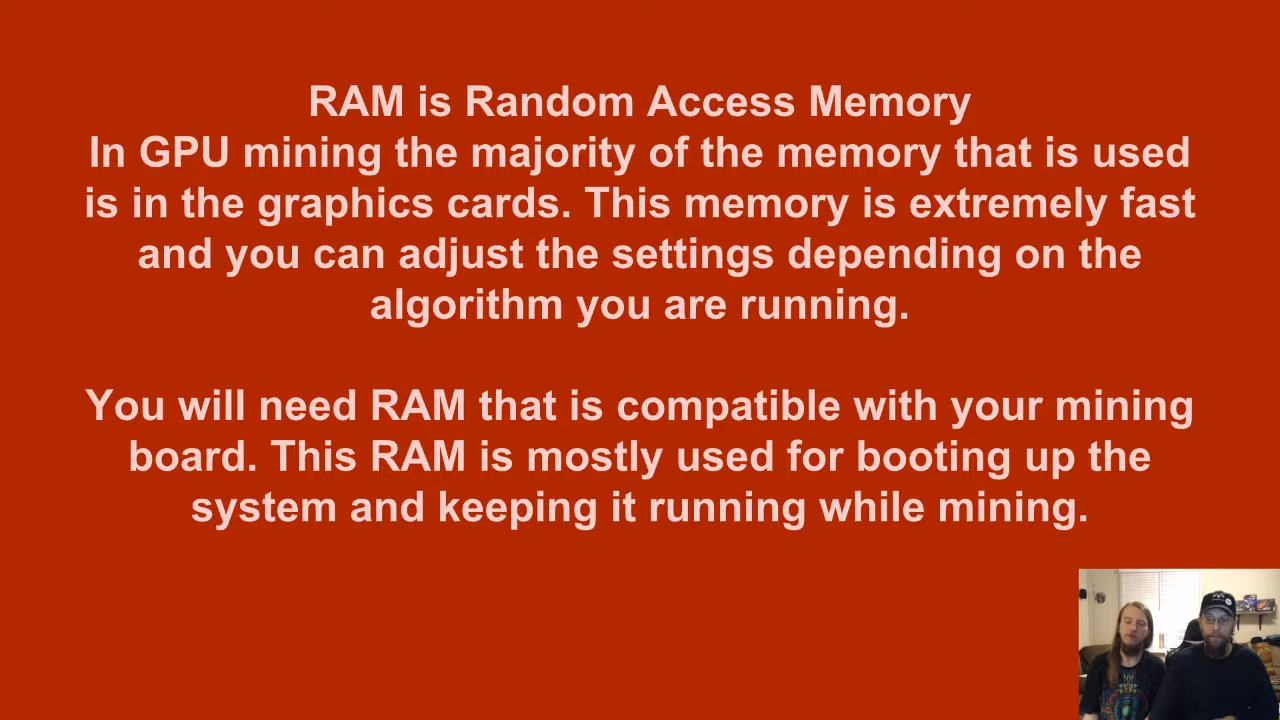 RAM is Random Access Memory
In GPU mining the majority of the memory that is used
is in the graphics cards. This memory is extremely fast
and you can adjust the settings depending on the
algorithm you are running.
You will need RAM that is compatible with your mining
board. This RAM is mostly used for booting up the
system and keeping it running while mining.